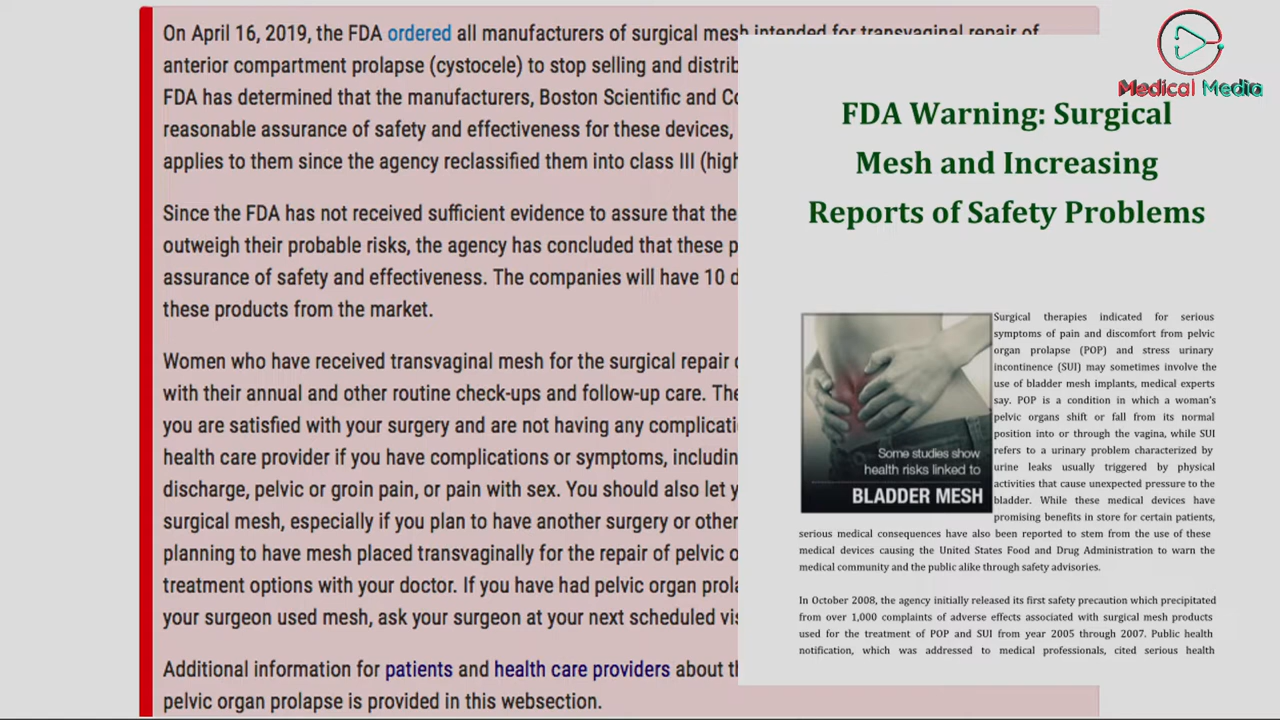 On April 16, 2019, the FDA ordered all manufacturers of surgical mesh intended for transvaginal repair of
anterior compartment prolapse (cystocele) to stop selling and distrib
FDA has determined that the manufacturers, Boston Scientific and Co
reasonable assurance of safety and effectiveness for these devices,
applies to them since the agency reclassified them into class III (high
Since the FDA has not received sufficient evidence to assure that the
outweigh their probable risks, the agency has concluded that these p
assurance of safety and effectiveness. The companies will have 10 d
these products from the market.
Women who have received transvaginal mesh for the surgical repair o
with their annual and other routine check-ups and follow-up care. The
you are satisfied with your surgery and are not having any complicati
health care provider if you have complications or symptoms, includin
discharge, pelvic or groin pain, or pain with sex. You should also let y
surgical mesh, especially if you plan to have another surgery or other
planning to have mesh placed transvaginally for the repair of pelvic o
treatment options with your doctor. If you have had pelvic organ prola
your surgeon used mesh, ask your surgeon at your next scheduled vis
Additional information for patients and health care providers about th
pelvic organ prolapse is provided in this websection.
Medical Media
FDA Warning: Surgical
Mesh and Increasing
Reports of Safety Problems
Some studies show
health risks linked to
BLADDER MESH
Surgical therapies indicated for serious
symptoms of pain and discomfort from pelvic
organ prolapse (POP) and stress urinary
incontinence (SUI) may sometimes involve the
use of bladder mesh implants, medical experts
say. POP is a condition in which a woman's
pelvic organs shift or fall from its normal
position into or through the vagina, while SUI
refers to a urinary problem characterized by
urine leaks usually triggered by physical
activities that cause unexpected pressure to the
bladder. While these medical devices have
promising benefits in store for certain patients,
serious medical consequences have also been reported to stem from the use of these
medical devices causing the United States Food and Drug Administration to warn the
medical community and the public alike through safety advisories.
In October 2008, the agency initially released its first safety precaution which precipitated
from over 1,000 complaints of adverse effects associated with surgical mesh products
used for the treatment of POP and SUI from year 2005 through 2007. Public health
notification, which was addressed to medical professionals, cited serious health